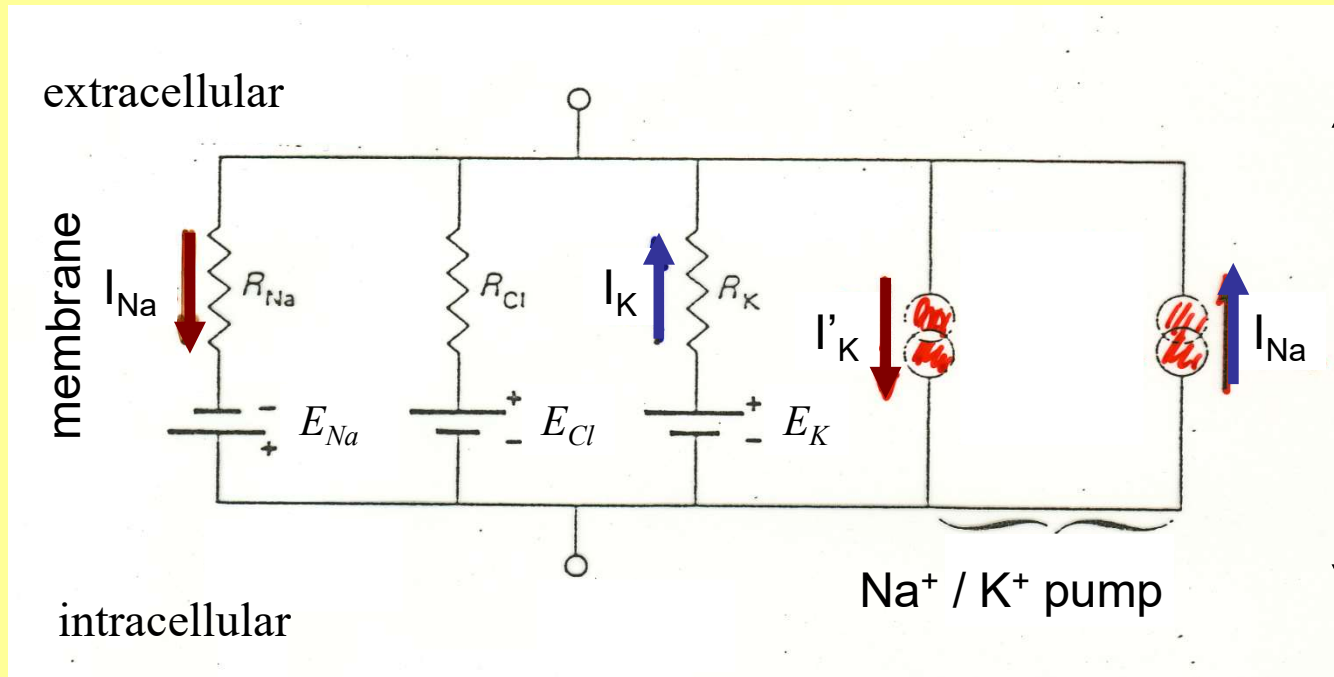 extracellular
membrane
I_Na
R_Na
R_Cl
I_K
R_K
I'_K
I_Na
-
+
E_Na
+
-
E_Cl
+
-
E_K
Na⁺ / K⁺ pump
intracellular